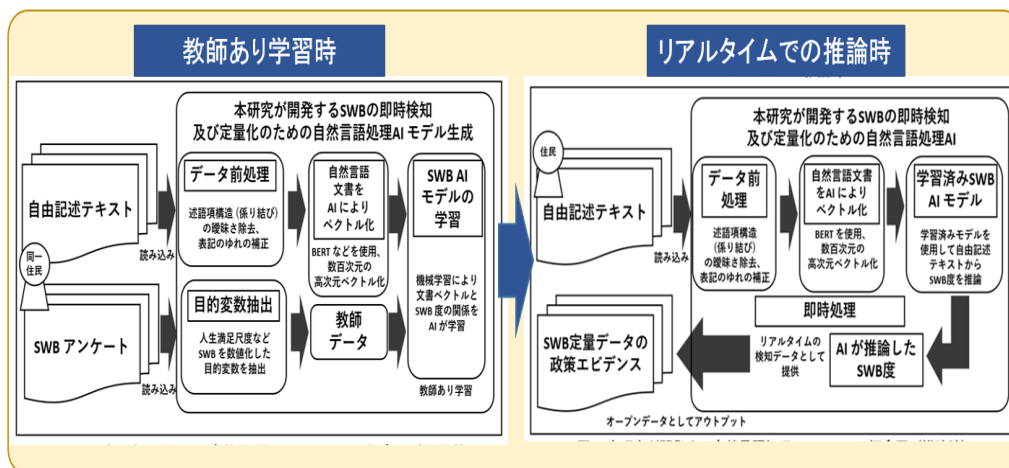 教師あり学習時
本研究が開発するSWBの即時検知
及び定量化のための自然言語処理AI モデル生成
自由記述テキスト
読み込み
同一
住民
データ前処理
述語項構造 (係り結び)
の曖昧さ除去、
表記のゆれの補正
自然言語
文書を
AI により
ベクトル化
BERT などを使用、
数百次元の
高次元ベクトル化
SWB AI
モデルの
学習
機械学習により
文書ベクトルと
SWB 度の関係を
AI が学習
教師あり学習
SWB アンケート
読み込み
目的変数抽出
人生満足尺度など
SWB を数値化した
目的変数を抽出
教師
データ
リアルタイムでの推論時
本研究が開発するSWBの即時検知
及び定量化のための自然言語処理AI
住民
自由記述テキスト
読み込み
データ前
処理
述語項構造
(係り結び)
の曖昧さ除去、
表記のゆれの補正
自然言語文書
をAI により
ベクトル化
BERT を使用、
数百次元の
高次元ベクトル化
学習済みSWB
AI モデル
学習済みモデルを
使用して自由記述
テキストから
SWB度を推論
即時処理
AI が推論した
SWB度
リアルタイムの
検知データとして
提供
SWB定量データの
政策エビデンス
オープンデータとしてアウトプット